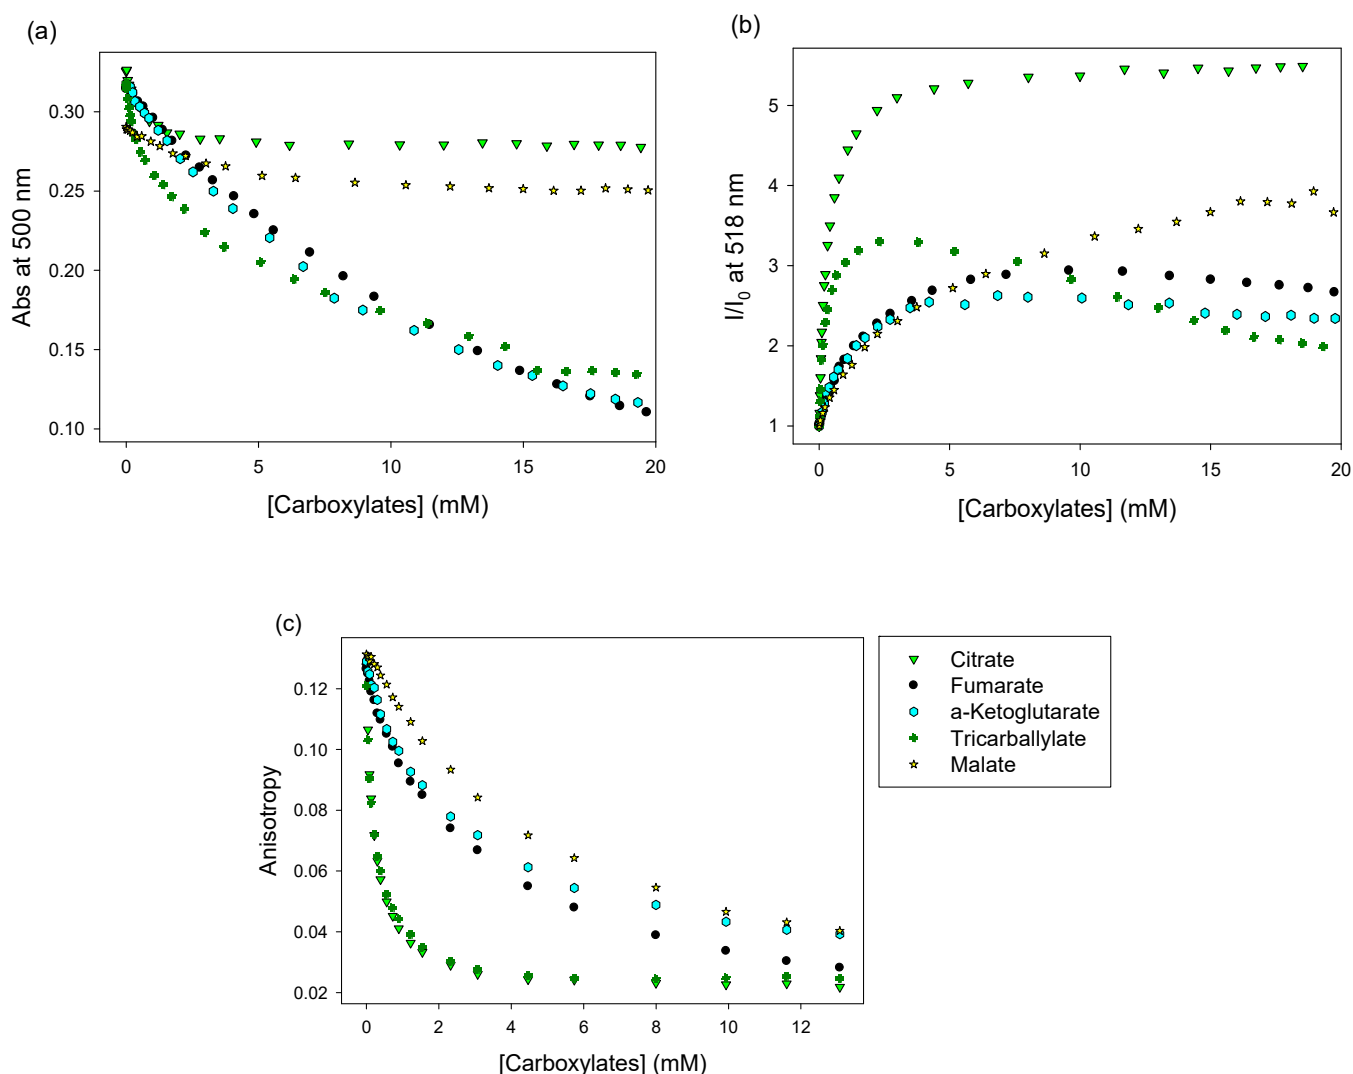 (a)
Abs at 500 nm
0.30
0.25
0.20
0.15
0.10
0 5 10 15 20
[Carboxylates] (mM)
(b)
I/I0 at 518 nm
5
4
3
2
1
0 5 10 15 20
[Carboxylates] (mM)
(c)
Anisotropy
0.12
0.10
0.08
0.06
0.04
0.02
0 2 4 6 8 10 12
[Carboxylates] (mM)
Citrate
Fumarate
a-Ketoglutarate
Tricarballylate
Malate